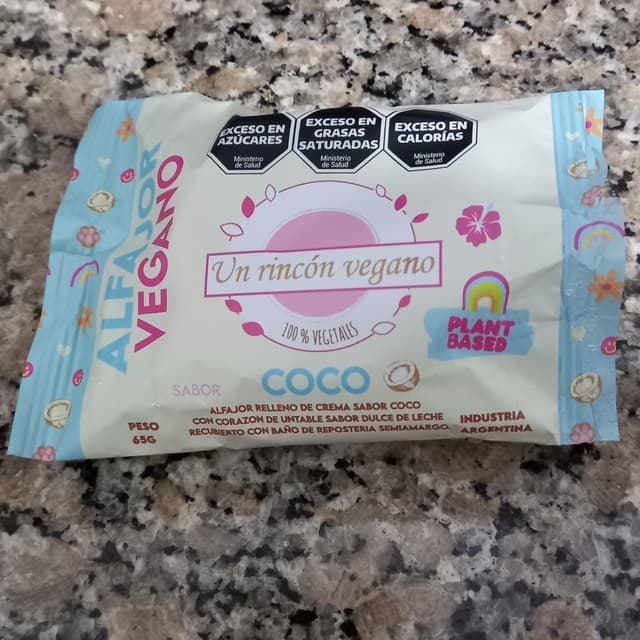 EXCESO EN
AZÚCARES
Ministerio
de Salud
EXCESO EN
GRASAS
SATURADAS
Ministerio
de Salud
EXCESO EN
CALORÍAS
Ministerio
de Salud
ALFAJOR
VEGANO
Un rincón vegano
100 % VEGETALES
PLANT
BASED
SABOR COCO
PESO
65G
ALFAJOR RELLENO DE CREMA SABOR COCO
CON CORAZON DE UNTABLE SABOR DULCE DE LECHE
RECUBIERTO CON BAÑO DE REPOSTERIA SEMIAMARGO.
INDUSTRIA
ARGENTINA